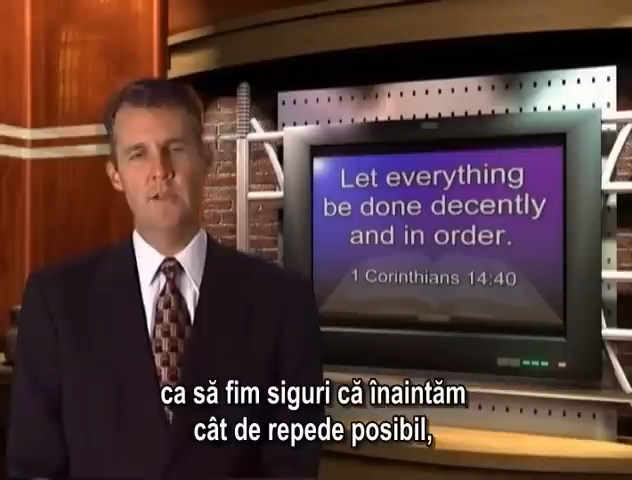 Let everything
be done decently
and in order.
1 Corinthians 14:40
ca să fim siguri că înaintăm
cât de repede posibil,